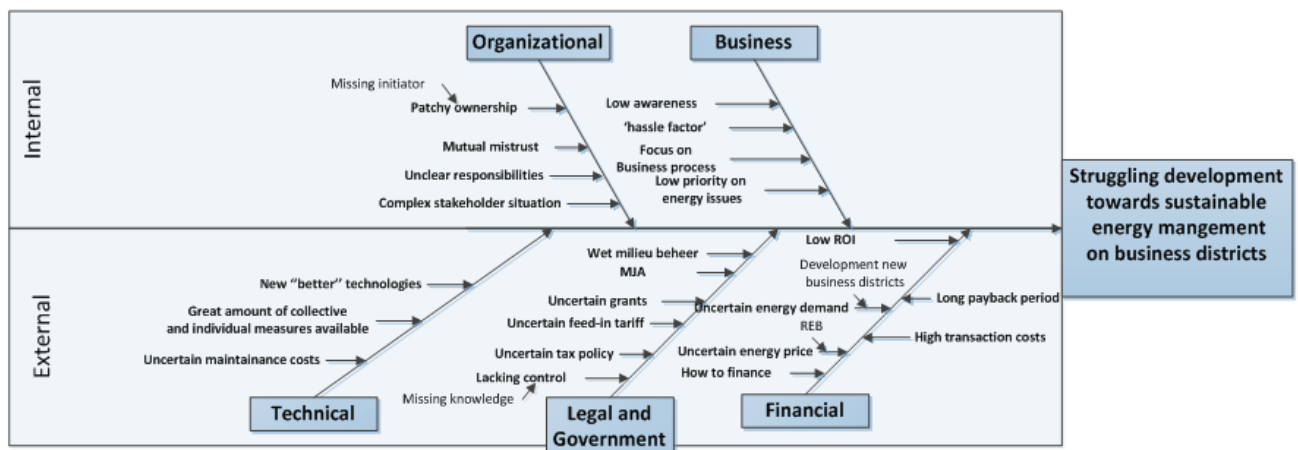 Internal
Organizational
Missing initiator
Patchy ownership
Mutual mistrust
Unclear responsibilities
Complex stakeholder situation
Business
Low awareness
‘hassle factor’
Focus on
Business process
Low priority on
energy issues
Struggling development
towards sustainable
energy mangement
on business districts
External
New “better” technologies
Great amount of collective
and individual measures available
Uncertain maintainance costs
Technical
Wet milieu beheer
MJA
Uncertain grants
Uncertain feed-in tariff
Uncertain tax policy
Lacking control
Missing knowledge
Legal and
Government
Low ROI
Development new
business districts
Uncertain energy demand
REB
Uncertain energy price
How to finance
Long payback period
High transaction costs
Financial